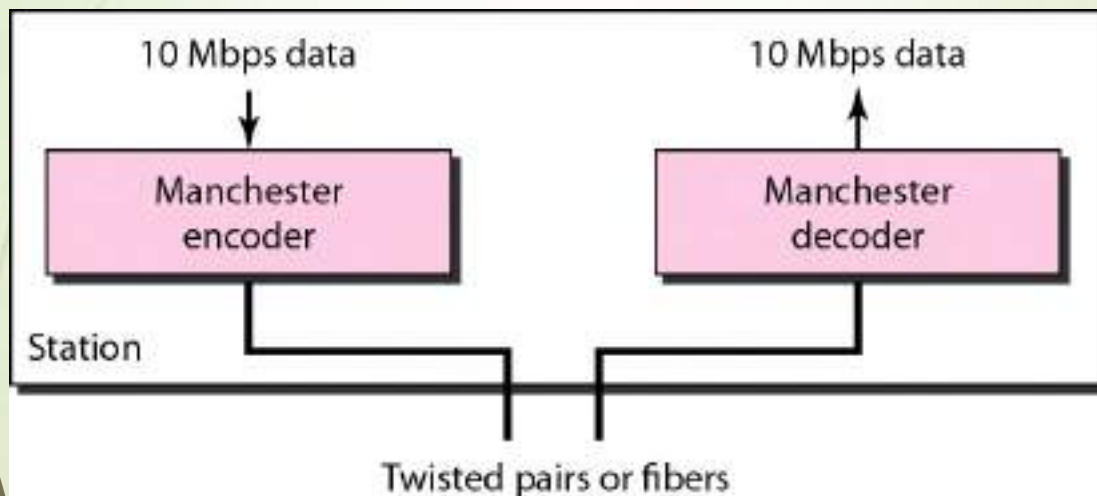 10 Mbps data
10 Mbps data
Manchester
encoder
Manchester
decoder
Station
Twisted pairs or fibers